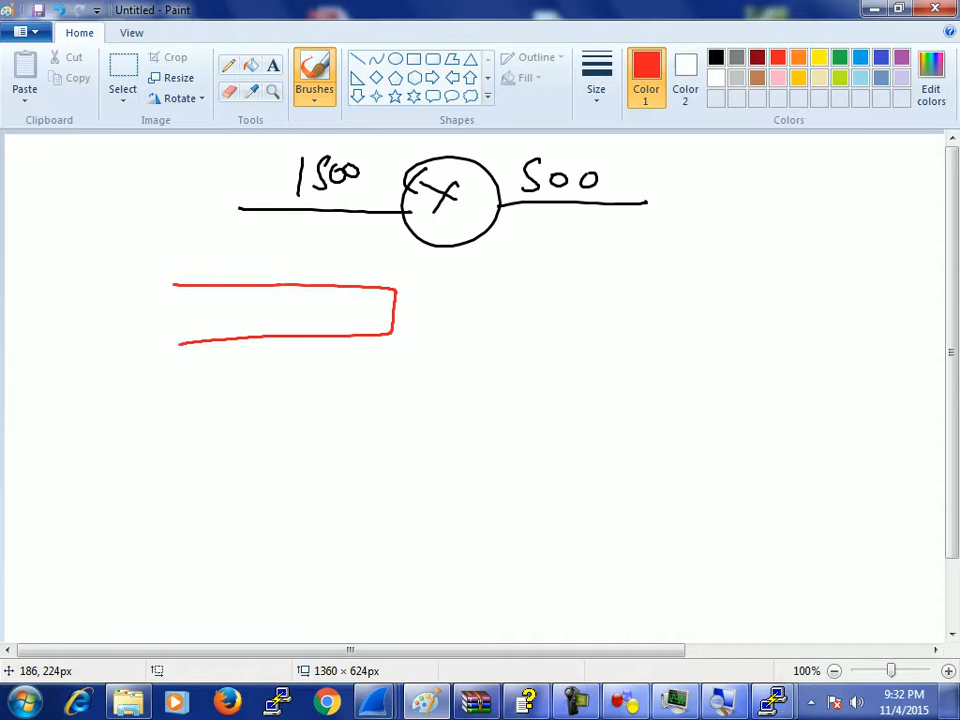 Untitled - Paint
Home
View
Paste
Cut
Copy
Clipboard
Select
Crop
Resize
Rotate
Image
A
Tools
Brushes
Shapes
Outline
Fill
Size
Color
1
Color
2
Colors
Edit
colors
1500
500
186, 224px
1360 × 624px
100%
9:32 PM
11/4/2015